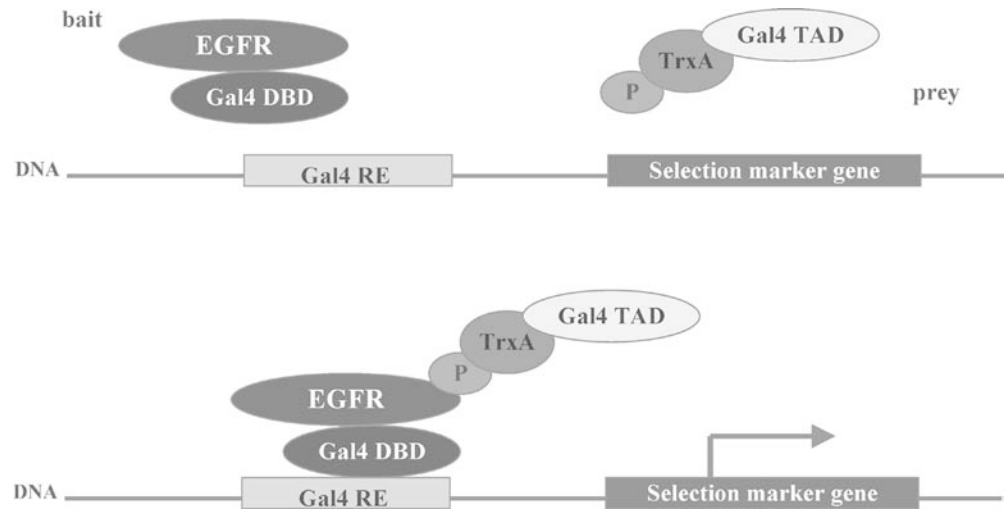 bait
EGFR
Gal4 DBD
Gal4 TAD
TrxA
P
prey
DNA
Gal4 RE
Selection marker gene
Gal4 TAD
TrxA
P
EGFR
Gal4 DBD
DNA
Gal4 RE
Selection marker gene